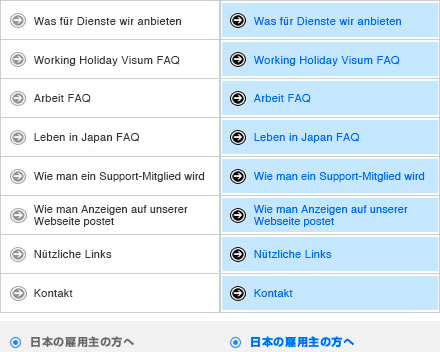 Was für Dienste wir anbieten
Was für Dienste wir anbieten
Working Holiday Visum FAQ
Working Holiday Visum FAQ
Arbeit FAQ
Arbeit FAQ
Leben in Japan FAQ
Leben in Japan FAQ
Wie man ein Support-Mitglied wird
Wie man ein Support-Mitglied wird
Wie man Anzeigen auf unserer
Webseite postet
Wie man Anzeigen auf unserer
Webseite postet
Nützliche Links
Nützliche Links
Kontakt
Kontakt
日本の雇用主の方へ
日本の雇用主の方へ